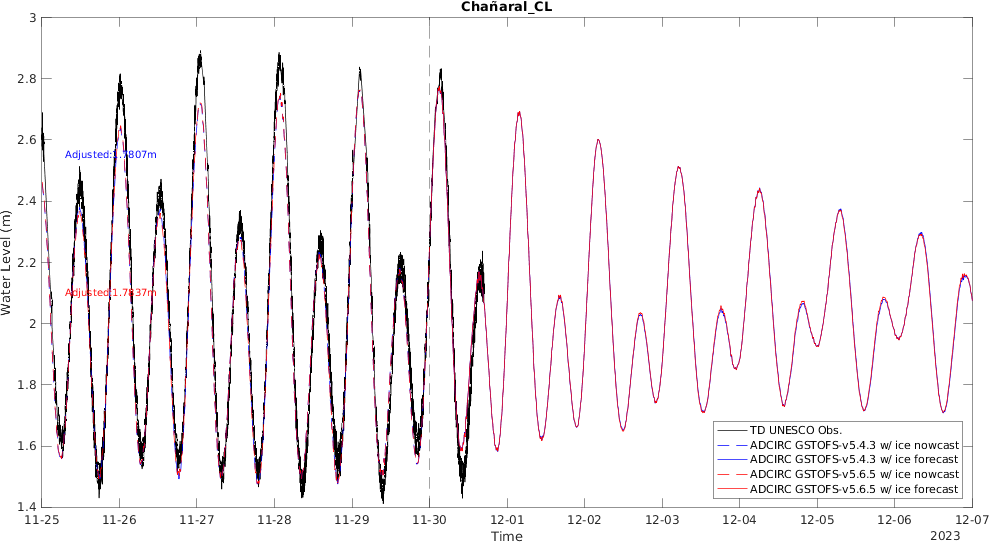 Chañaral_CL
3
2.8
2.6
2.4
2.2
2
1.8
1.6
1.4
Water Level (m)
Adjusted:1.7807m
Adjusted:1.7837m
TD UNESCO Obs.
ADCIRC GSTOFS-v5.4.3 w/ ice nowcast
ADCIRC GSTOFS-v5.4.3 w/ ice forecast
ADCIRC GSTOFS-v5.6.5 w/ ice nowcast
ADCIRC GSTOFS-v5.6.5 w/ ice forecast
11-25 11-26 11-27 11-28 11-29 11-30 12-01 12-02 12-03 12-04 12-05 12-06 12-07
Time
2023